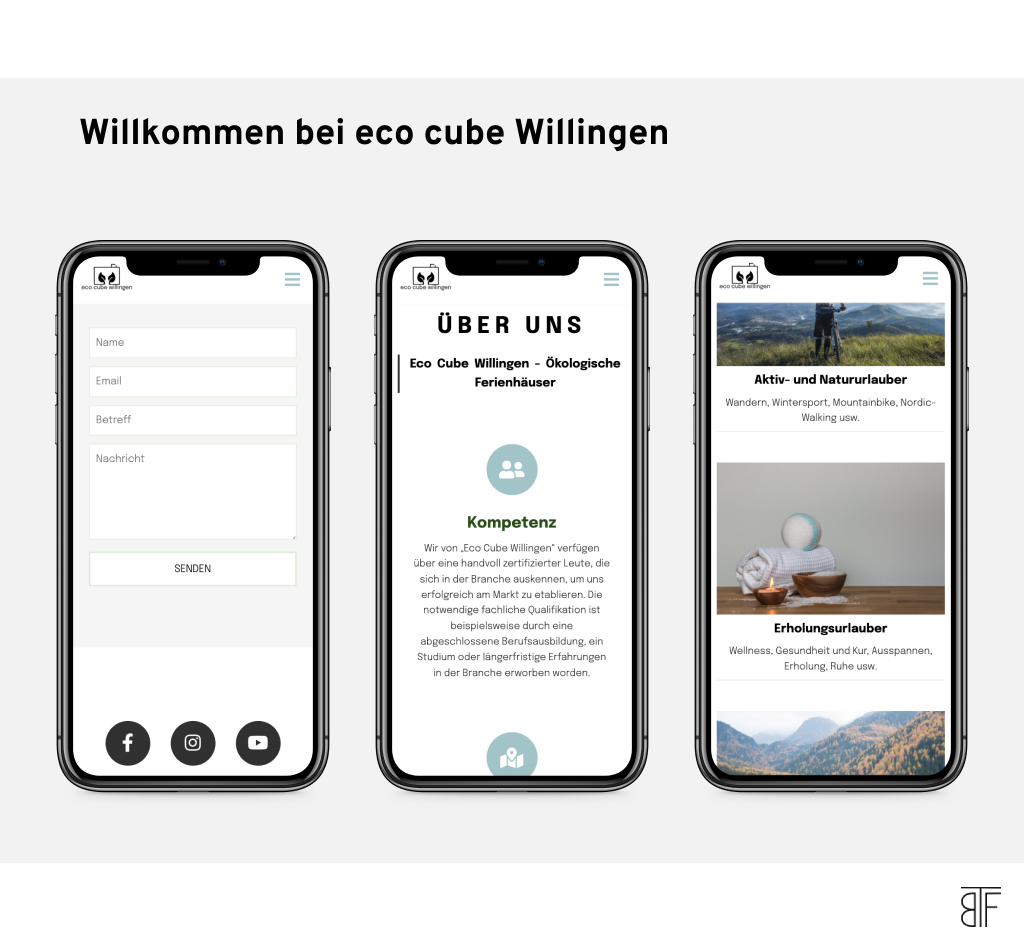 Willkommen bei eco cube Willingen
eco cube willingen
Name
Email
Betreff
Nachricht
SENDEN
eco cube willingen
ÜBER UNS
Eco Cube Willingen - Ökologische
Ferienhäuser
Kompetenz
Wir von „Eco Cube Willingen" verfügen
über eine handvoll zertifizierter Leute, die
sich in der Branche auskennen, um uns
erfolgreich am Markt zu etablieren. Die
notwendige fachliche Qualifikation ist
beispielsweise durch eine
abgeschlossene Berufsausbildung, ein
Studium oder längerfristige Erfahrungen
in der Branche erworben worden.
eco cube willingen
Aktiv- und Natururlauber
Wandern, Wintersport, Mountainbike, Nordic-
Walking usw.
Erholungsurlauber
Wellness, Gesundheit und Kur, Ausspannen,
Erholung, Ruhe usw.
BTF